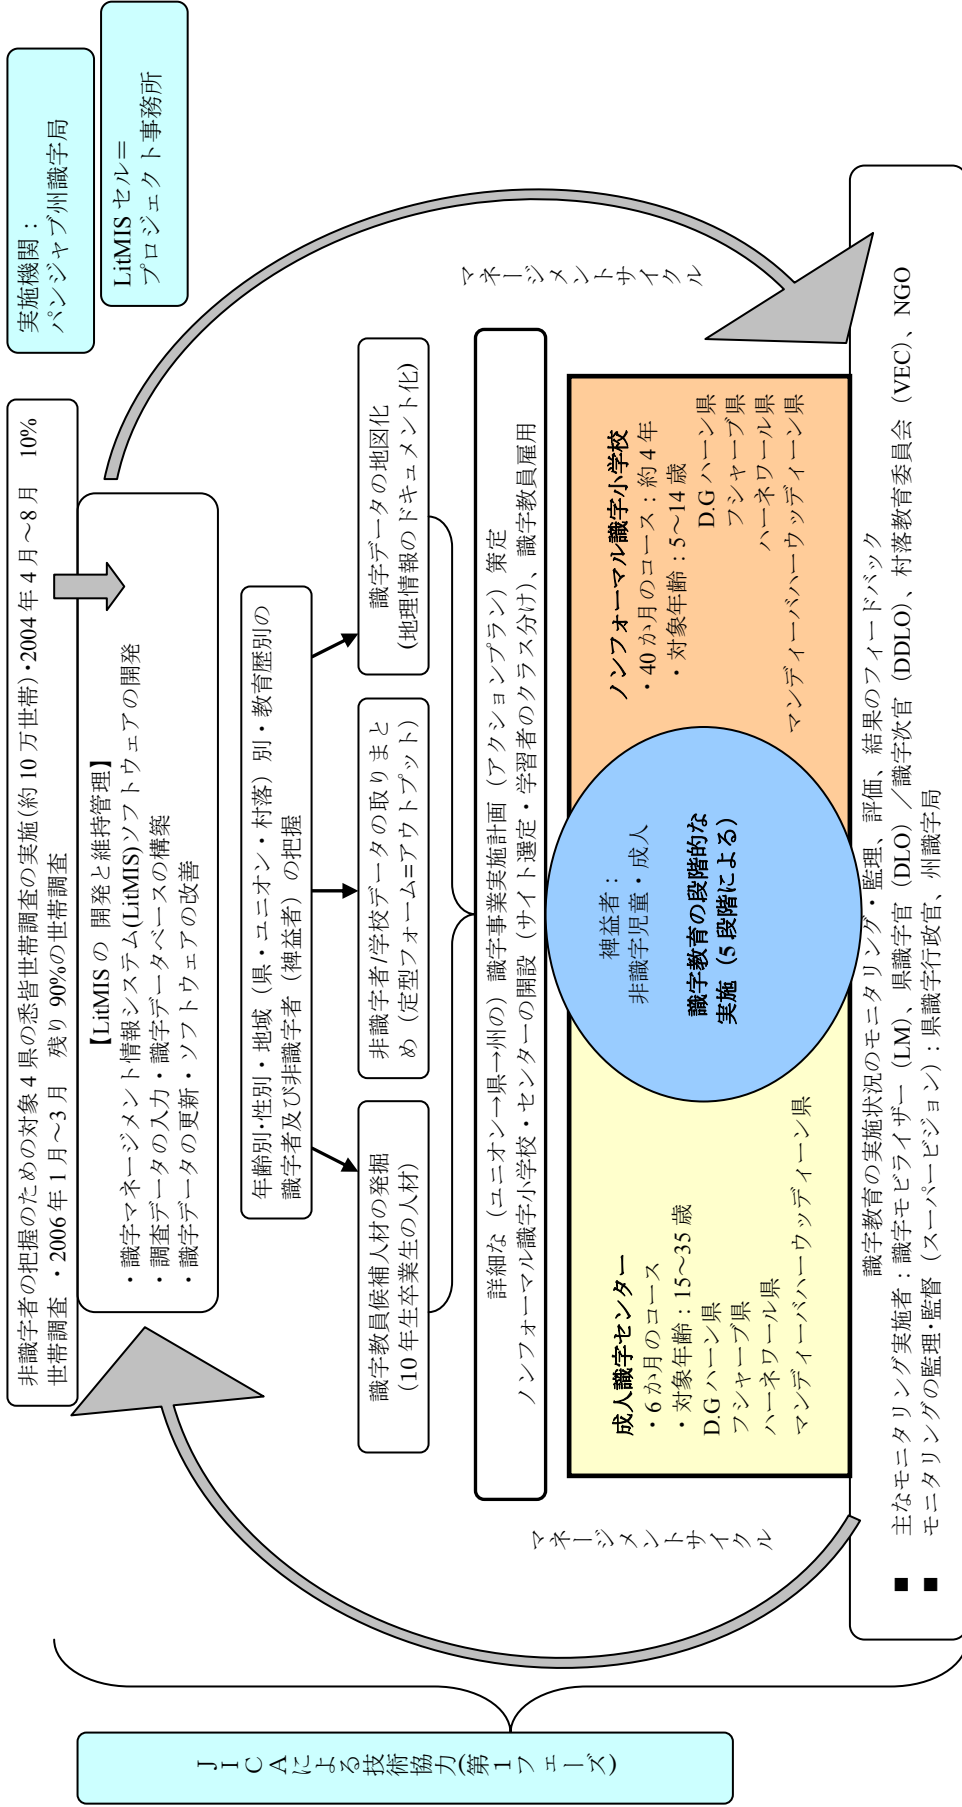 実施機関：
パンジャブ州識字局
LitMIS セル＝
プロジェクト事務所
非識字者の把握のための対象 4 県の悉皆世帯調査の実施(約 10 万世帯)・2004 年 4 月～8 月　10%
世帯調査 ・2006 年 1 月～3 月　残り 90%の世帯調査
【LitMIS の 開発と維持管理】
・識字マネージメント情報システム(LitMIS)ソフトウェアの開発
・調査データの入力・識字データベースの構築
・識字データの更新・ソフトウェアの改善
年齢別・性別・地域（県・ユニオン・村落）別・教育歴別の
識字者及び非識字者（裨益者）の把握
識字教員候補人材の発掘
(10 年生卒業生の人材)
非識字者/学校データの取りまと
め（定型フォーム=アウトプット)
識字データの地図化
(地理情報のドキュメント化)
詳細な（ユニオン→県→州の）識字事業実施計画（アクションプラン）策定
ノンフォーマル識字小学校・センターの開設（サイト選定・学習者のクラス分け）、識字教員雇用
成人識字センター
・6 か月のコース
・対象年齢：15～35 歳
D.G ハーン県
フシャーブ県
ハーネワール県
マンディーバハーウッディーン県
裨益者：
非識字児童・成人
識字教育の段階的な
実施（5 段階による）
ノンフォーマル識字小学校
・40 か月のコース：約 4 年
・対象年齢：5～14 歳
D.G ハーン県
フシャーブ県
ハーネワール県
マンディーバハーウッディーン県
識字教育の実施状況のモニタリング・監理、評価、結果のフィードバック
■ 主なモニタリング実施者：識字モビライザー（LM）、県識字官（DLO）／識字次官（DDLO）、村落教育委員会（VEC）、NGO
■ モニタリングの監理・監督（スーパービジョン）：県識字行政官、州識字局
マネージメントサイクル
マネージメントサイクル
ＪＩＣＡによる技術協力(第１フェーズ)